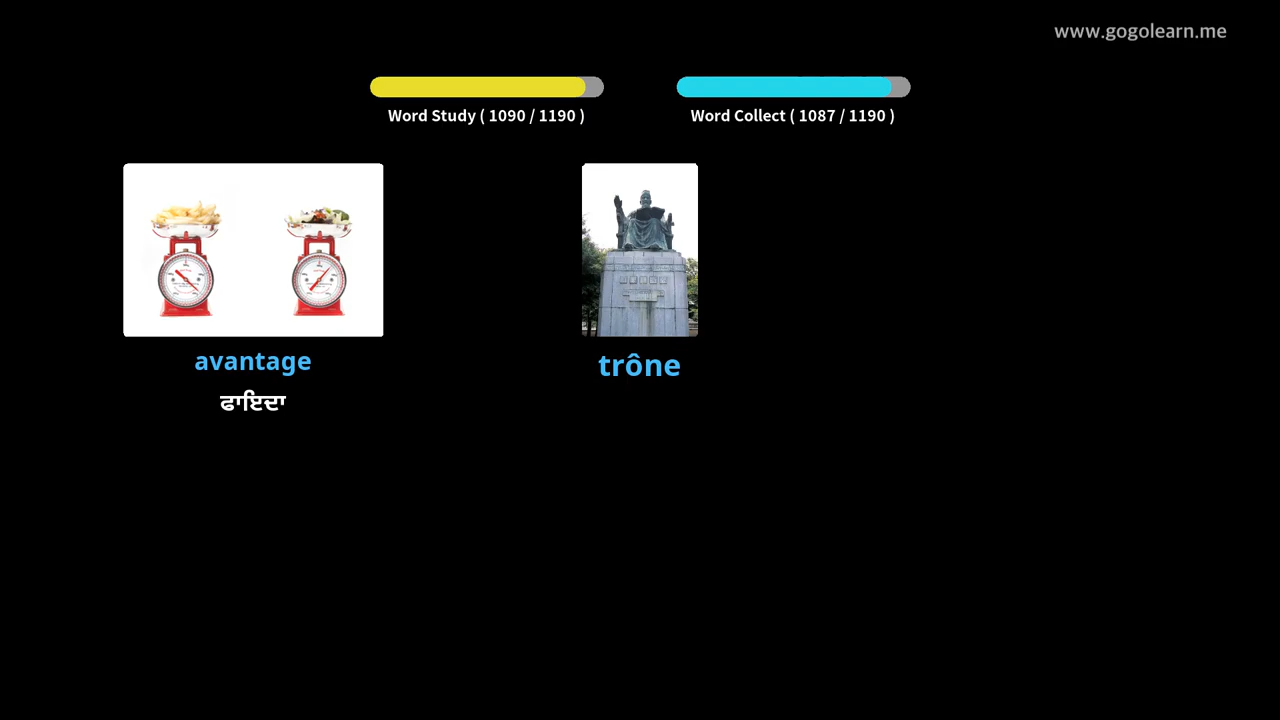 www.gogolearn.me
Word Study ( 1090 / 1190 )
Word Collect ( 1087 / 1190 )
avantage
ਫਾਇਦਾ
trône